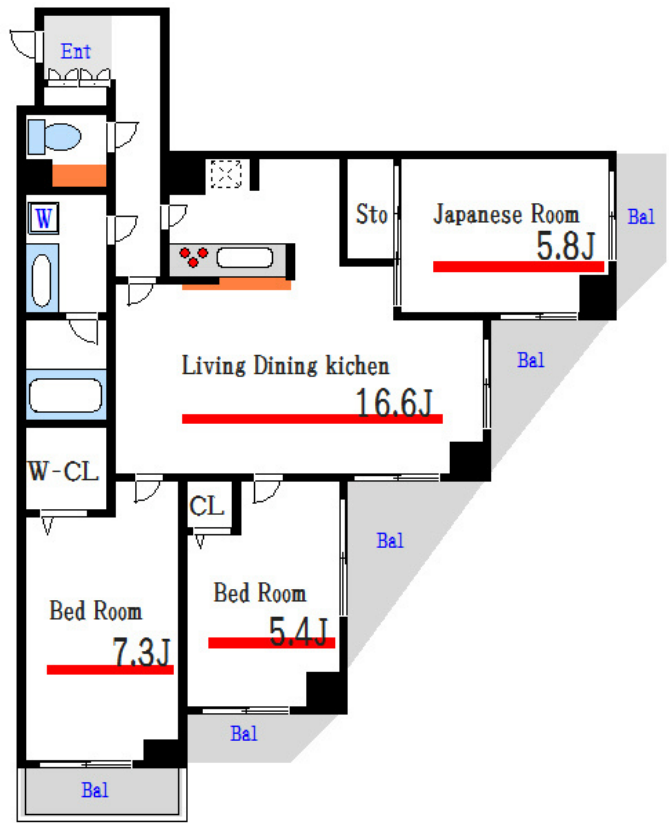 Ent
W
Sto
Japanese Room
5.8J
Bal
Living Dining kichen
16.6J
Bal
W-CL
CL
Bal
Bed Room
7.3J
Bed Room
5.4J
Bal
Bal